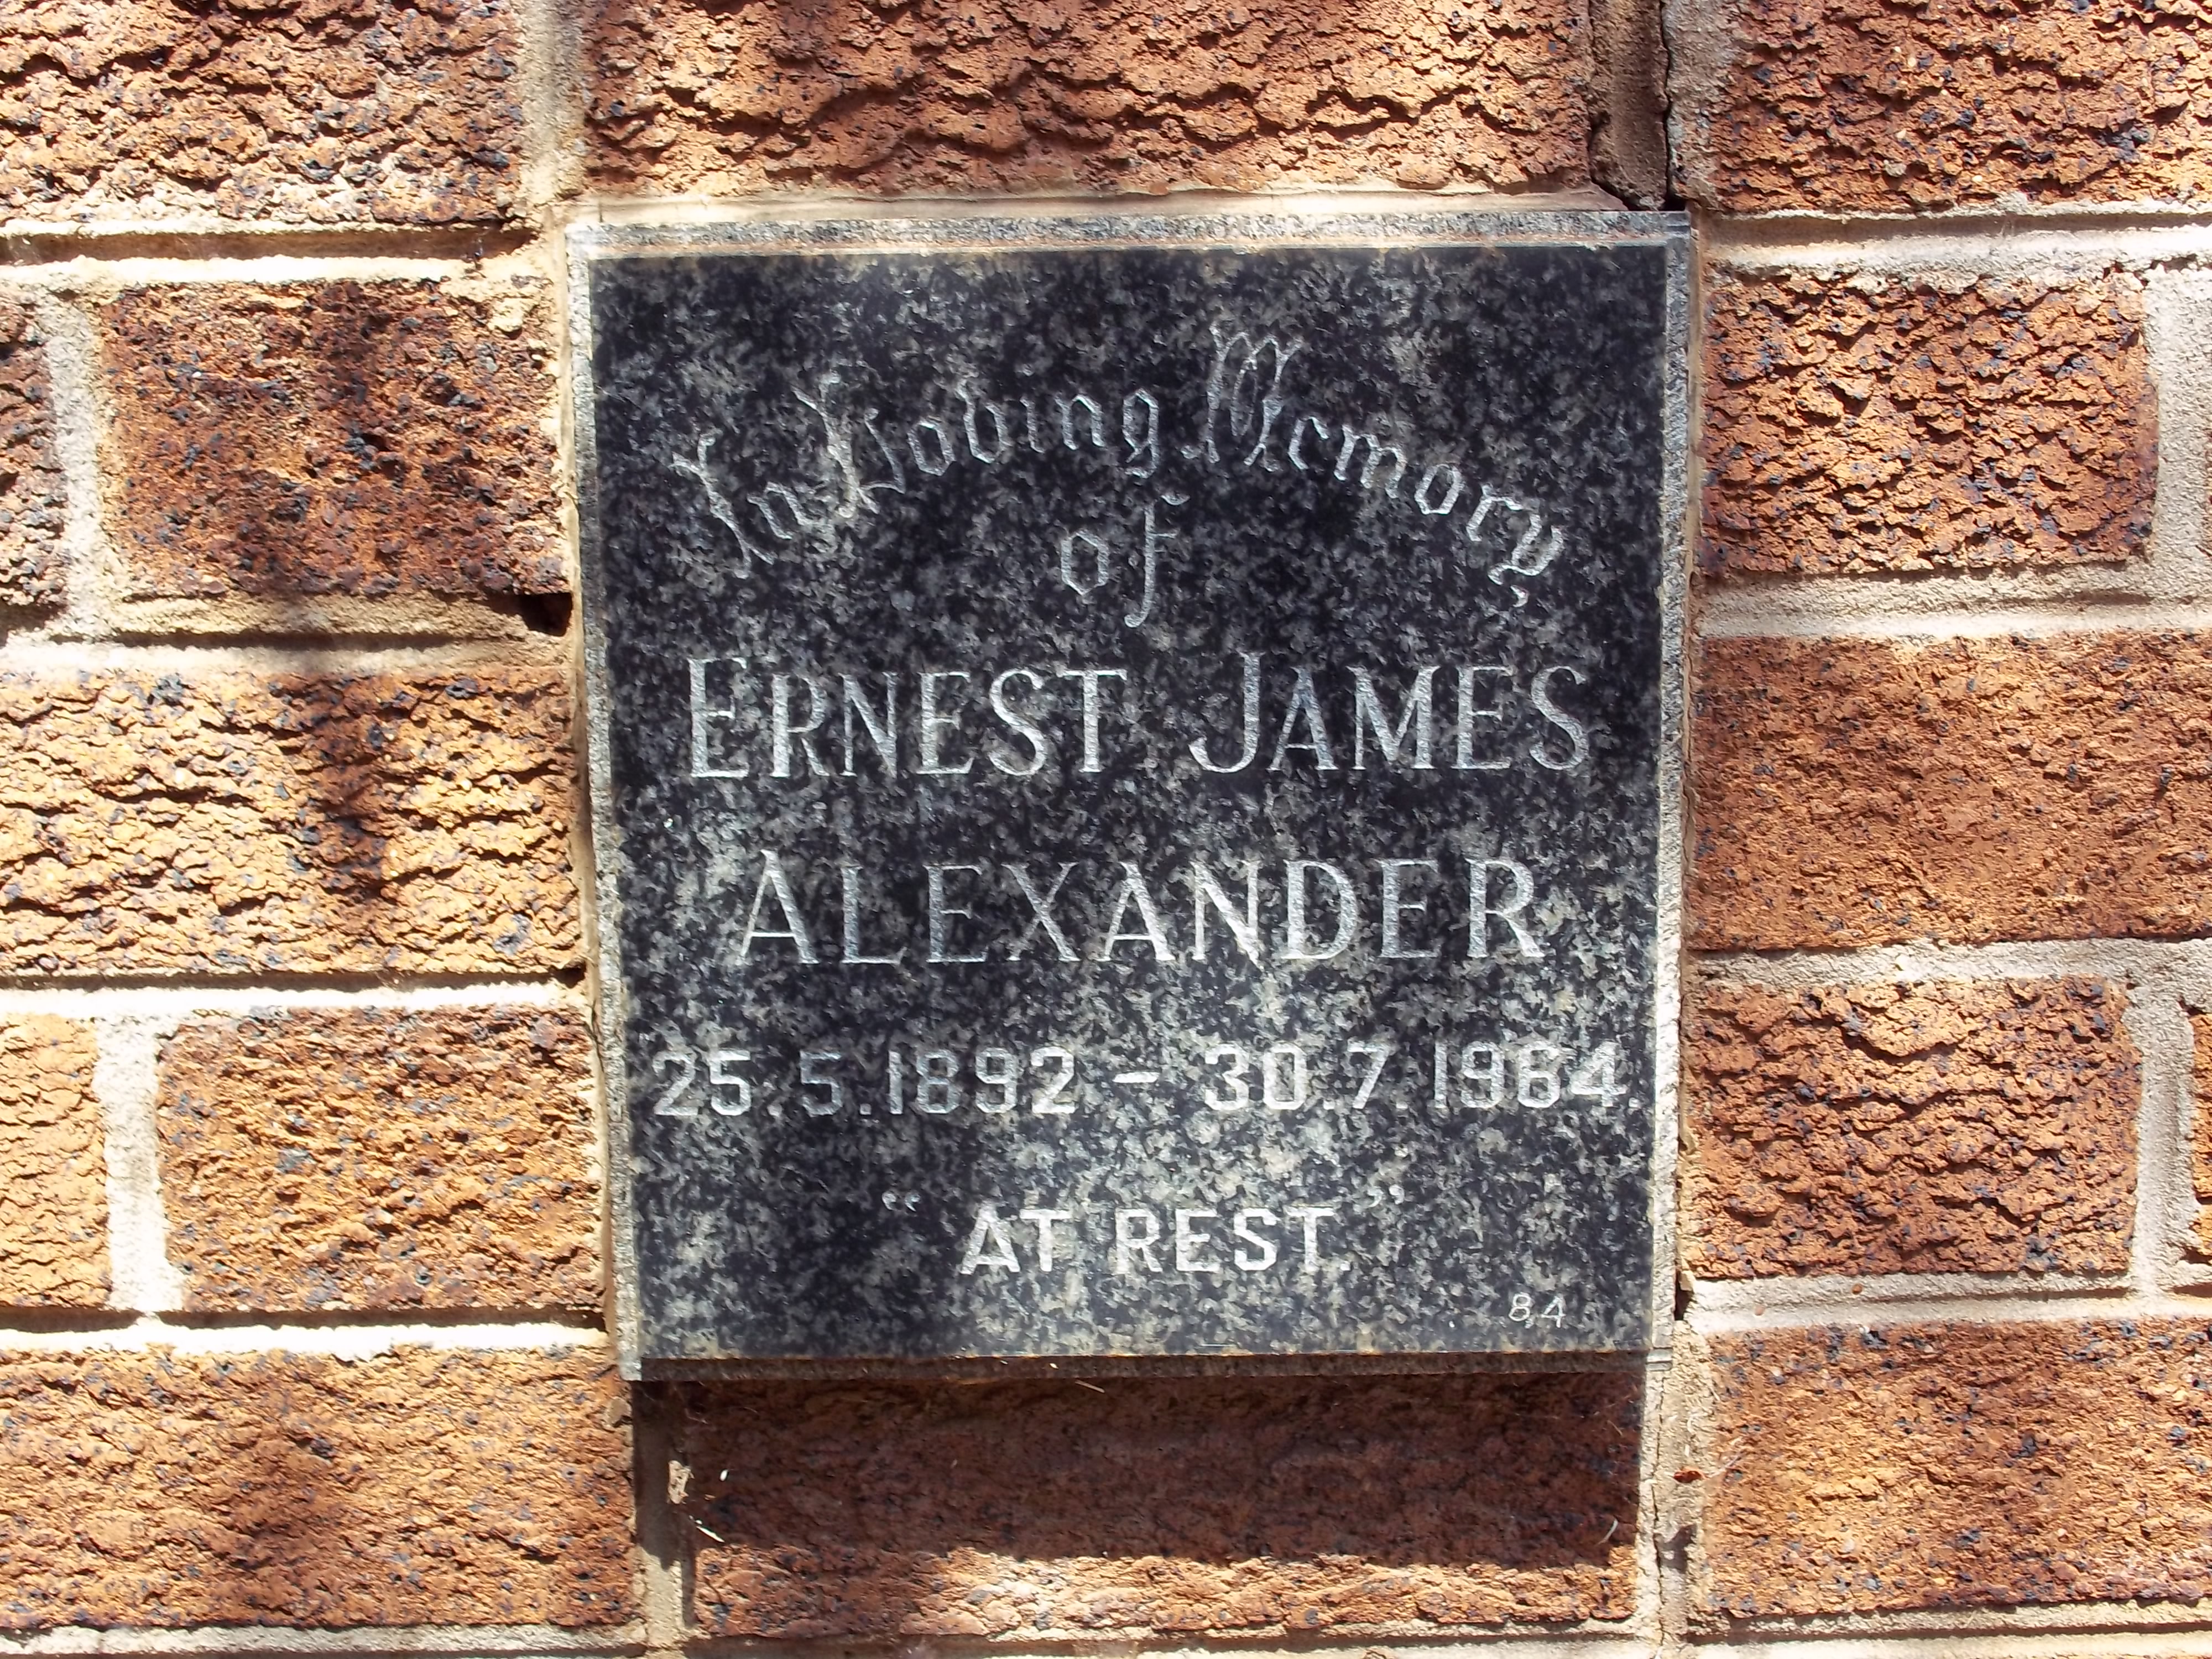 In Loving Memory
of
ERNEST JAMES
ALEXANDER
25.5.1892 – 30.7.1964.
“AT REST.”
84